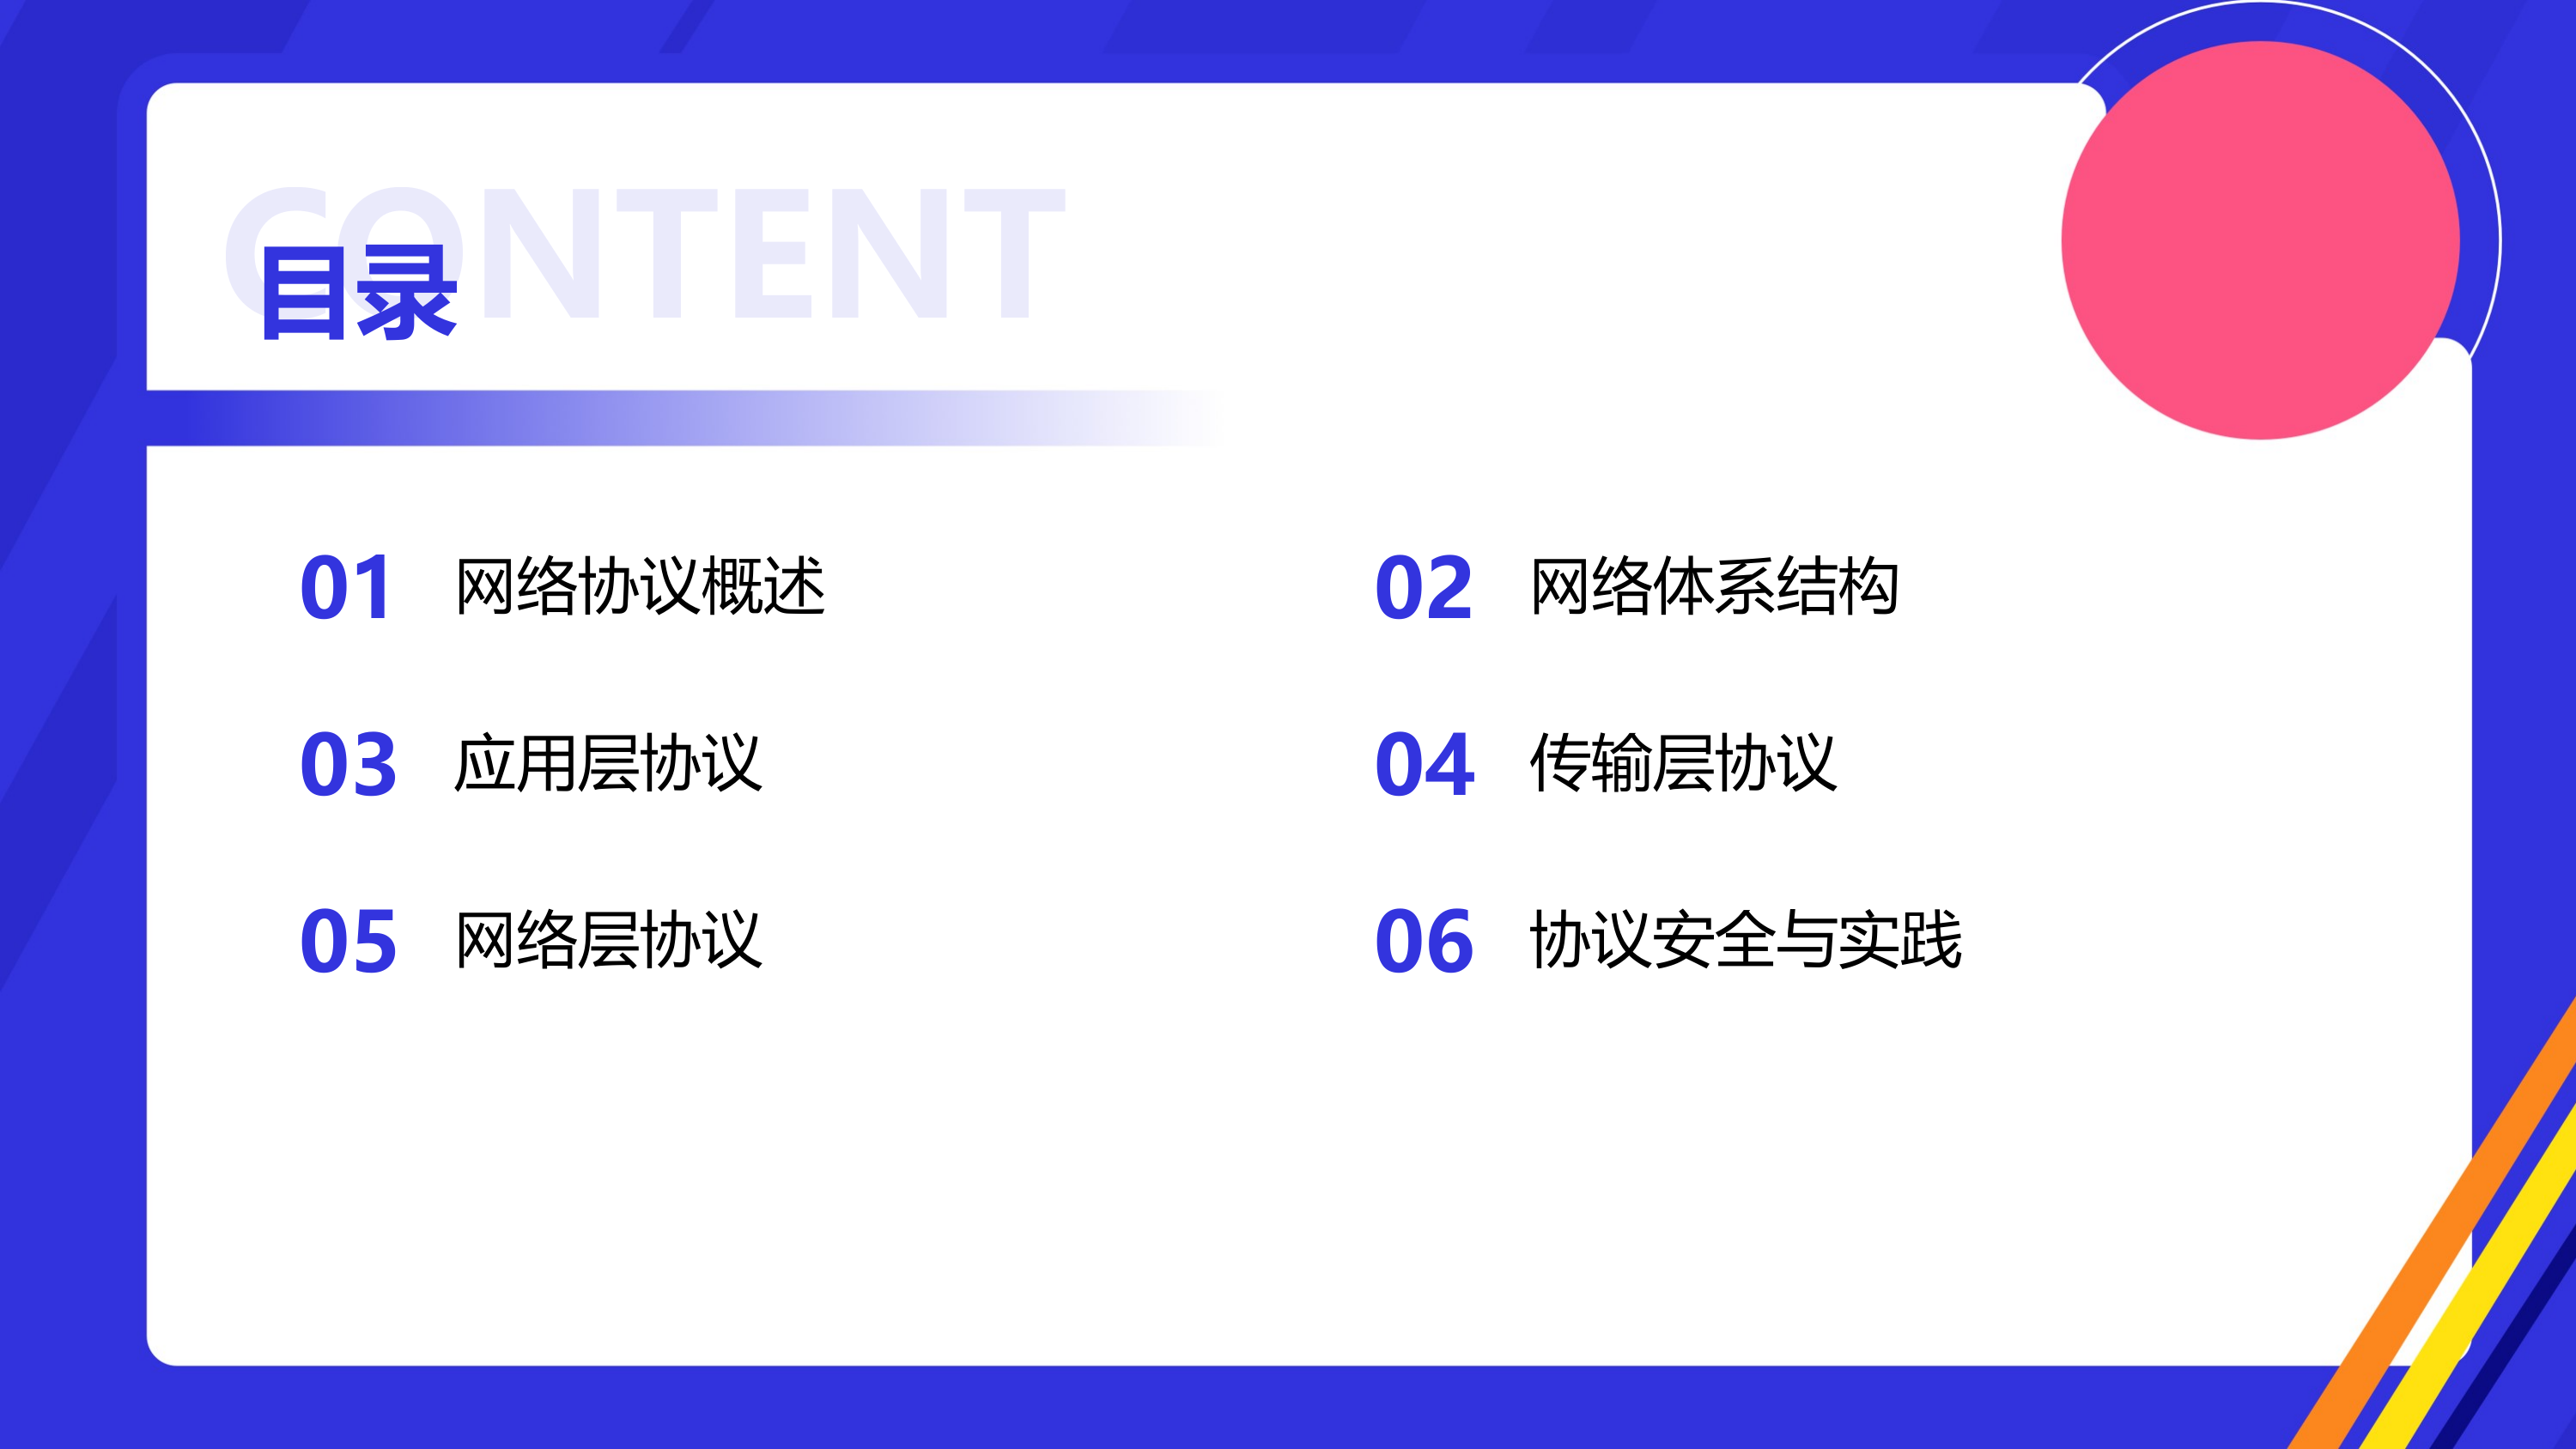 CONTENT
目录
01 网络协议概述
02 网络体系结构
03 应用层协议
04 传输层协议
05 网络层协议
06 协议安全与实践